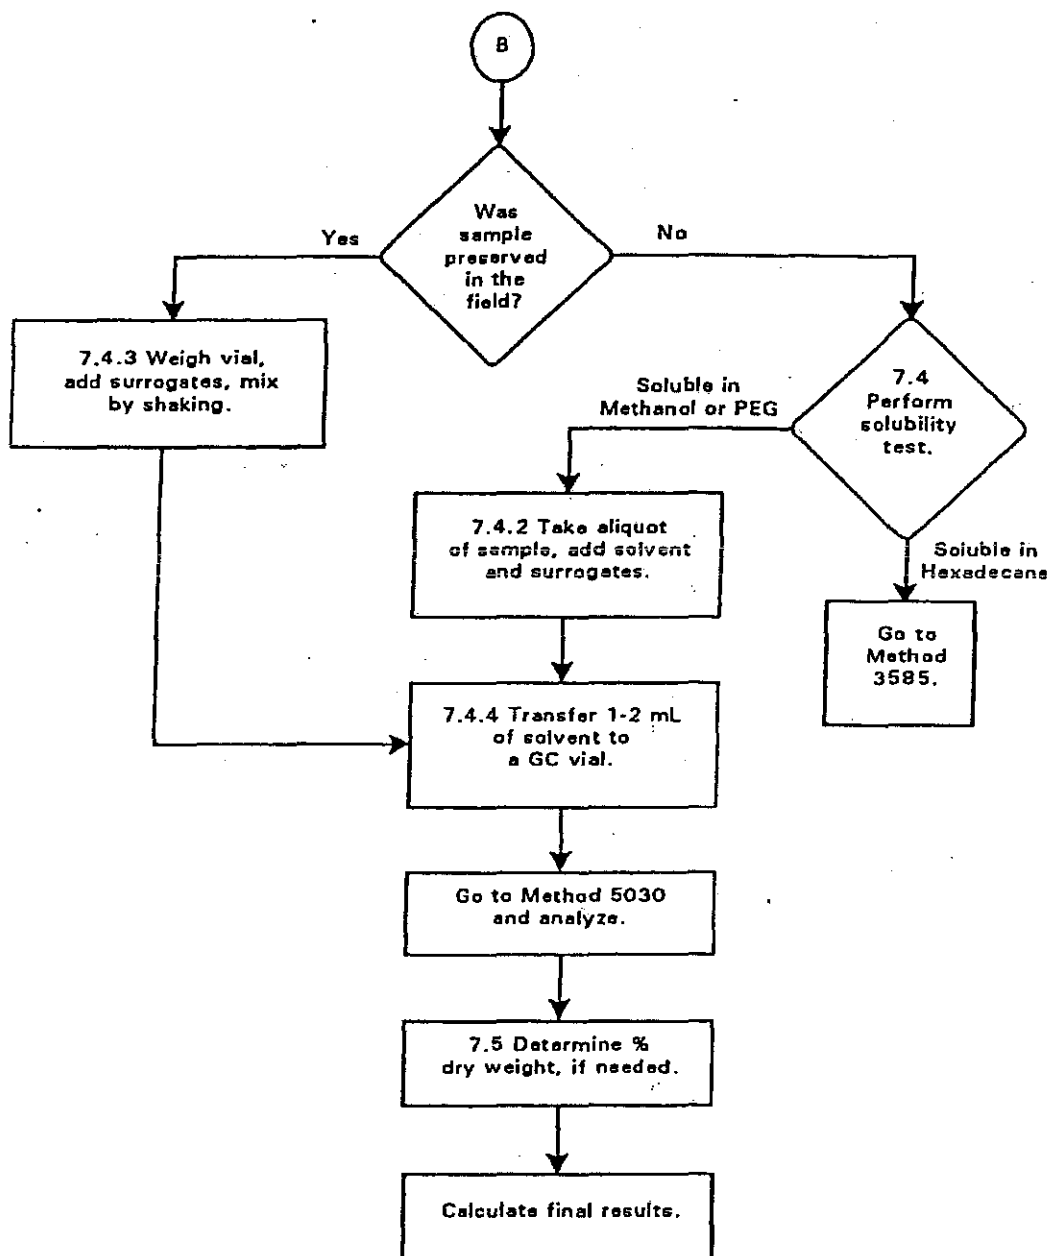 B
Was
sample
preserved
in the
field?
Yes
No
7.4.3 Weigh vial,
add surrogates, mix
by shaking.
7.4
Perform
solubility
test.
Soluble in
Methanol or PEG
7.4.2 Take aliquot
of sample, add solvent
and surrogates.
Soluble in
Hexadecane
Go to
Method
3585.
7.4.4 Transfer 1-2 mL
of solvent to
a GC vial.
Go to Method 5030
and analyze.
7.5 Determine %
dry weight, if needed.
Calculate final results.